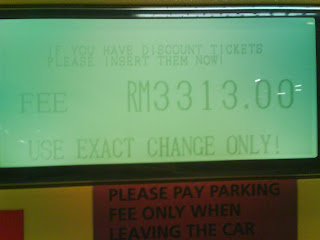 IF YOU HAVE DISCOUNT TICKETS
PLEASE INSERT THEM NOW!
FEE RM3313.00
USE EXACT CHANGE ONLY!
PLEASE PAY PARKING
FEE ONLY WHEN
LEAVING THE CAR